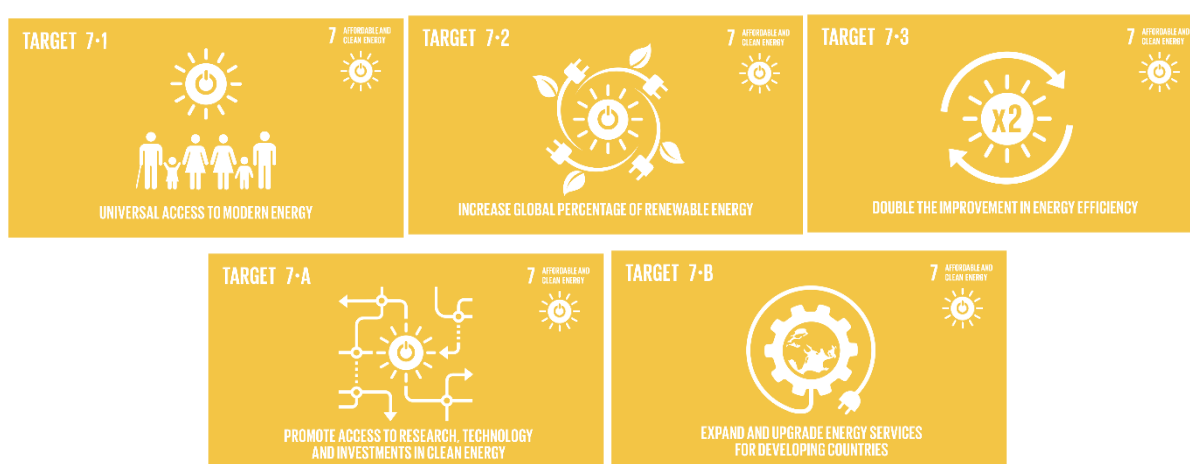 TARGET 7·1
7 AFFORDABLE AND
CLEAN ENERGY
UNIVERSAL ACCESS TO MODERN ENERGY
TARGET 7·2
7 AFFORDABLE AND
CLEAN ENERGY
INCREASE GLOBAL PERCENTAGE OF RENEWABLE ENERGY
TARGET 7·3
7 AFFORDABLE AND
CLEAN ENERGY
x2
DOUBLE THE IMPROVEMENT IN ENERGY EFFICIENCY
TARGET 7·A
7 AFFORDABLE AND
CLEAN ENERGY
PROMOTE ACCESS TO RESEARCH, TECHNOLOGY
AND INVESTMENTS IN CLEAN ENERGY
TARGET 7·B
7 AFFORDABLE AND
CLEAN ENERGY
EXPAND AND UPGRADE ENERGY SERVICES
FOR DEVELOPING COUNTRIES